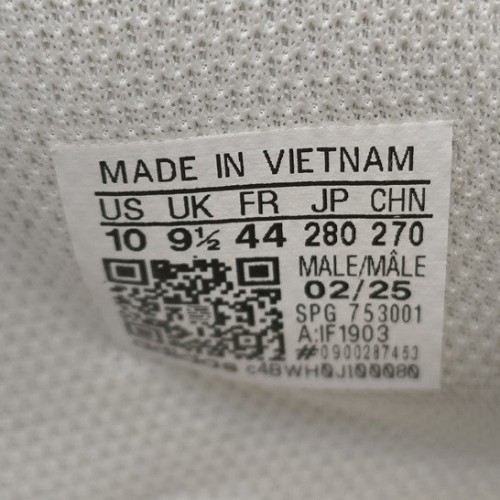 MADE IN VIETNAM
US UK FR JP CHN
10 9½ 44 280 270
MALE/MÂLE
02/25
SPG 753001
A:IF1903
#0900287453
c4BWH0J100080